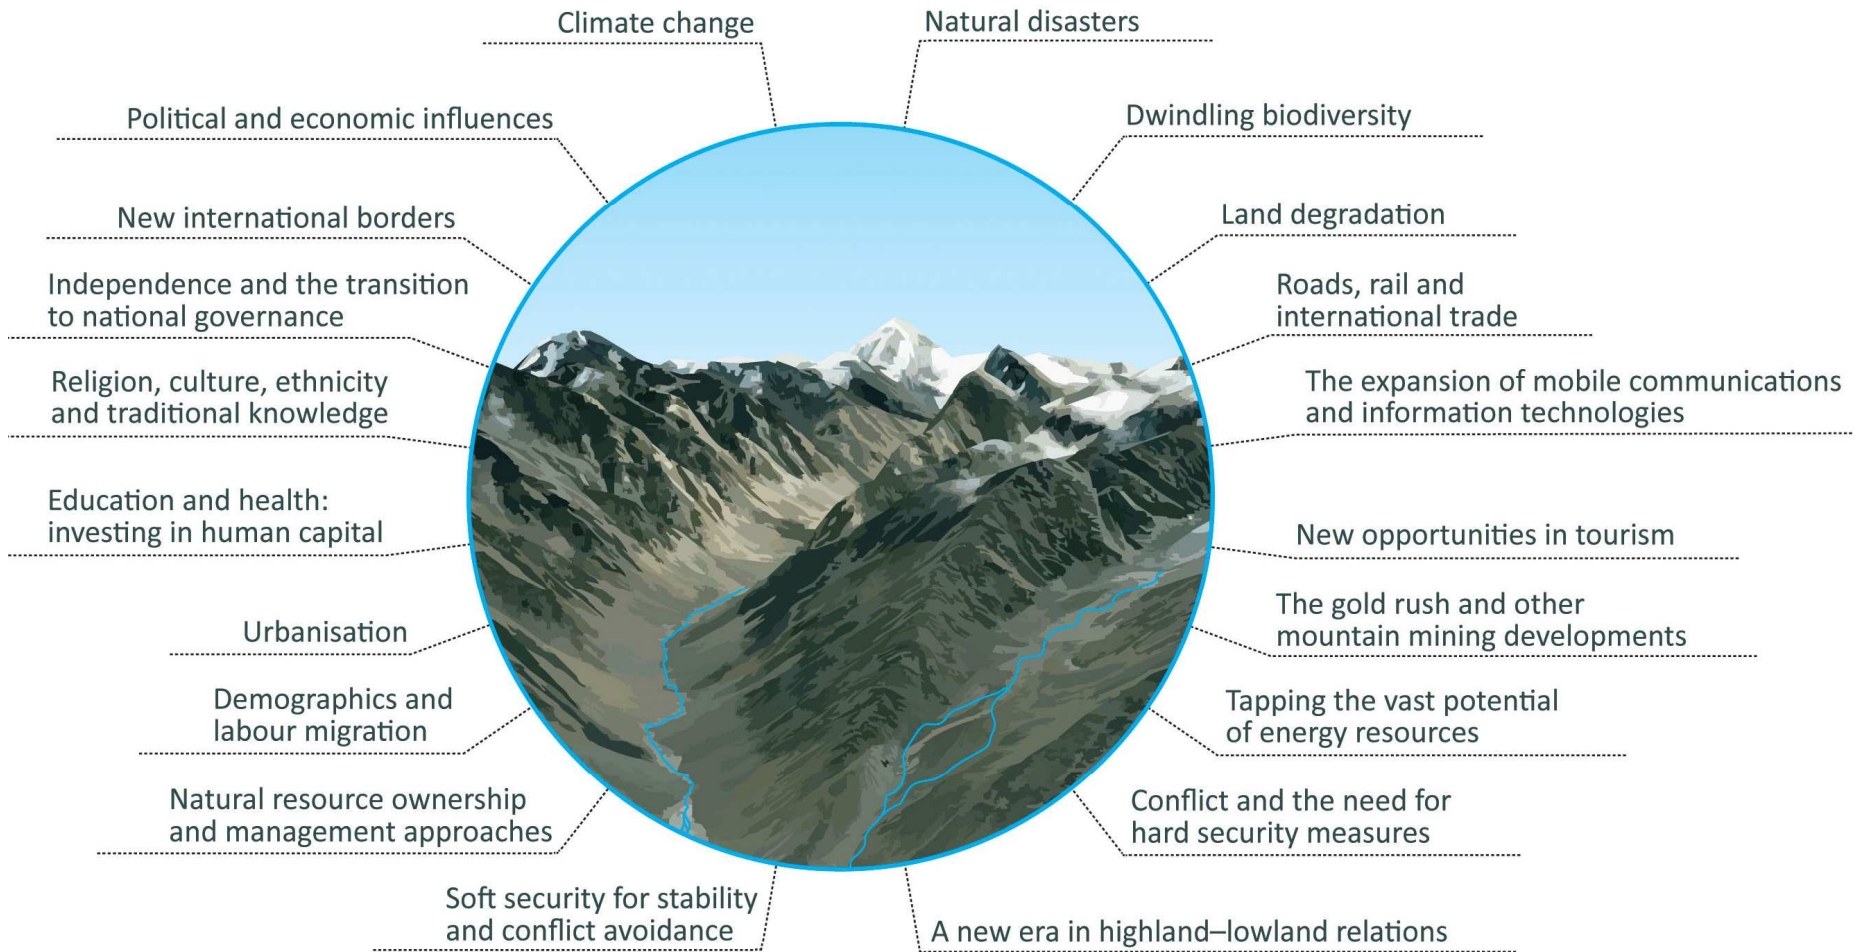 Climate change
Natural disasters
Political and economic influences
Dwindling biodiversity
New international borders
Land degradation
Independence and the transition
to national governance
Roads, rail and
international trade
Religion, culture, ethnicity
and traditional knowledge
The expansion of mobile communications
and information technologies
Education and health:
investing in human capital
New opportunities in tourism
Urbanisation
The gold rush and other
mountain mining developments
Demographics and
labour migration
Tapping the vast potential
of energy resources
Natural resource ownership
and management approaches
Conflict and the need for
hard security measures
Soft security for stability
and conflict avoidance
A new era in highland–lowland relations